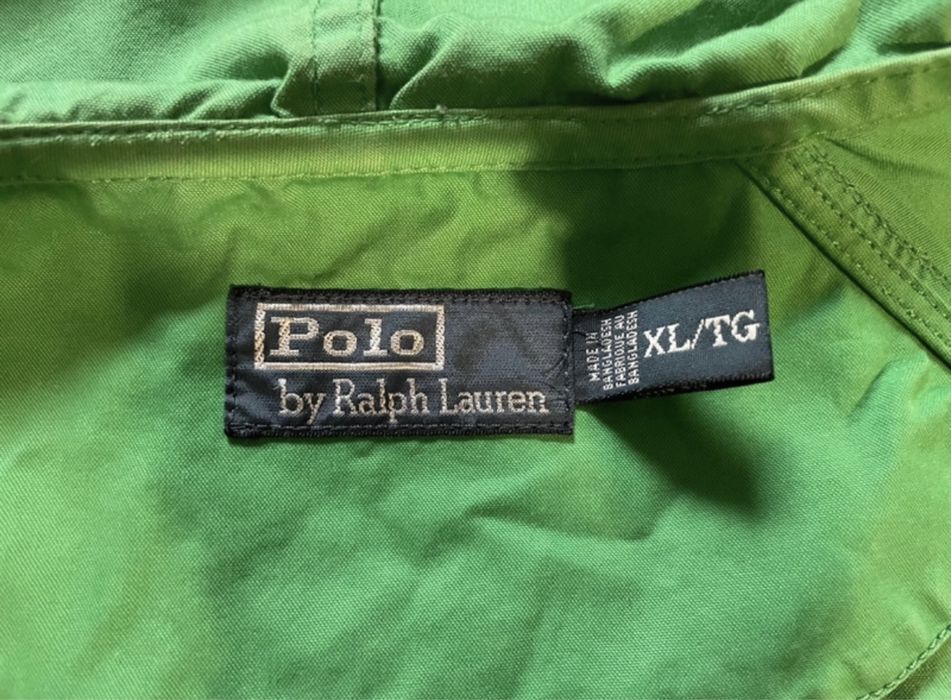 Polo
by Ralph Lauren
XL/TG
MADE IN
BANGLADESH
FABRIQUE AU
BANGLADESH